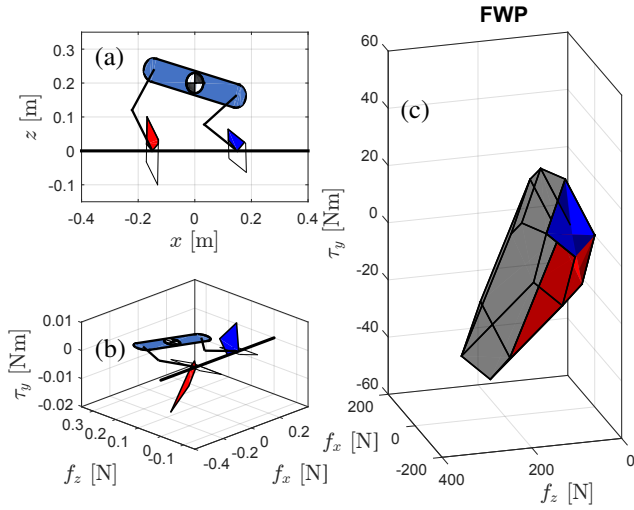 FWP
(a)
0.3
0.2
0.1
0
-0.1
z [m]
-0.4 -0.2 0 0.2 0.4
x [m]
(b)
0.01
0
-0.01
-0.02
τy [Nm]
0.3
0.2
0.1
0
-0.1
fz [N]
-0.4
-0.2
0
0.2
fx [N]
(c)
60
40
20
0
-20
-40
-60
τy [Nm]
200
0
-200
fx
400
200
0
fz